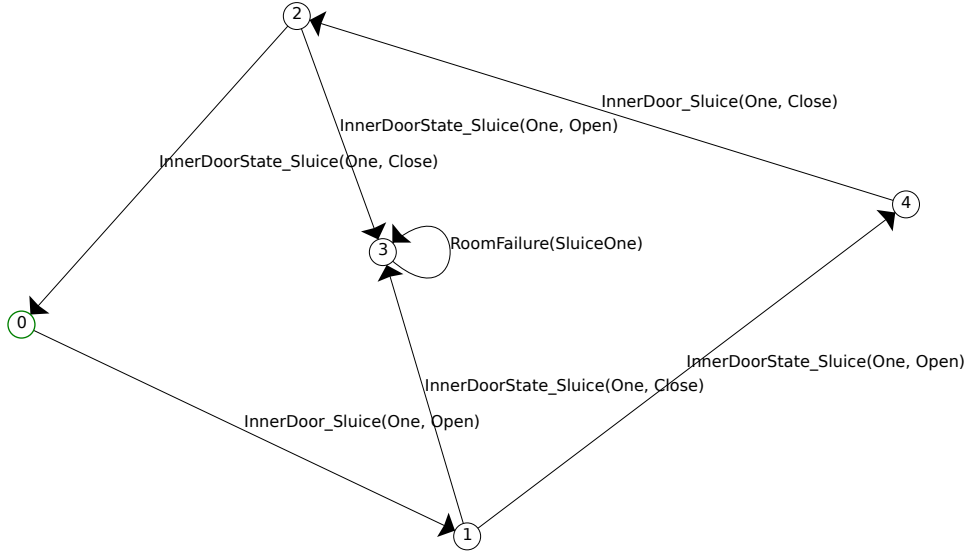 2
InnerDoor_Sluice(One, Close)
InnerDoorState_Sluice(One, Open)
InnerDoorState_Sluice(One, Close)
4
3
RoomFailure(SluiceOne)
0
InnerDoorState_Sluice(One, Open)
InnerDoorState_Sluice(One, Close)
InnerDoor_Sluice(One, Open)
1